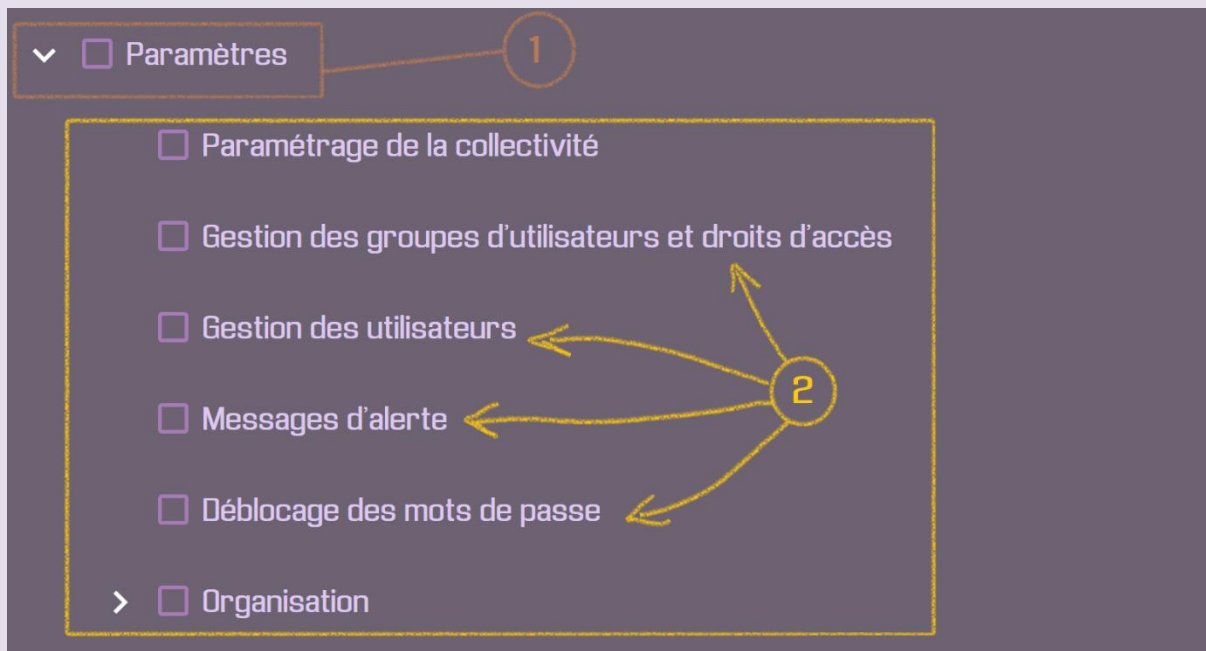 Paramètres
1
Paramétrage de la collectivité
Gestion des groupes d'utilisateurs et droits d'accès
Gestion des utilisateurs
2
Messages d'alerte
Déblocage des mots de passe
Organisation